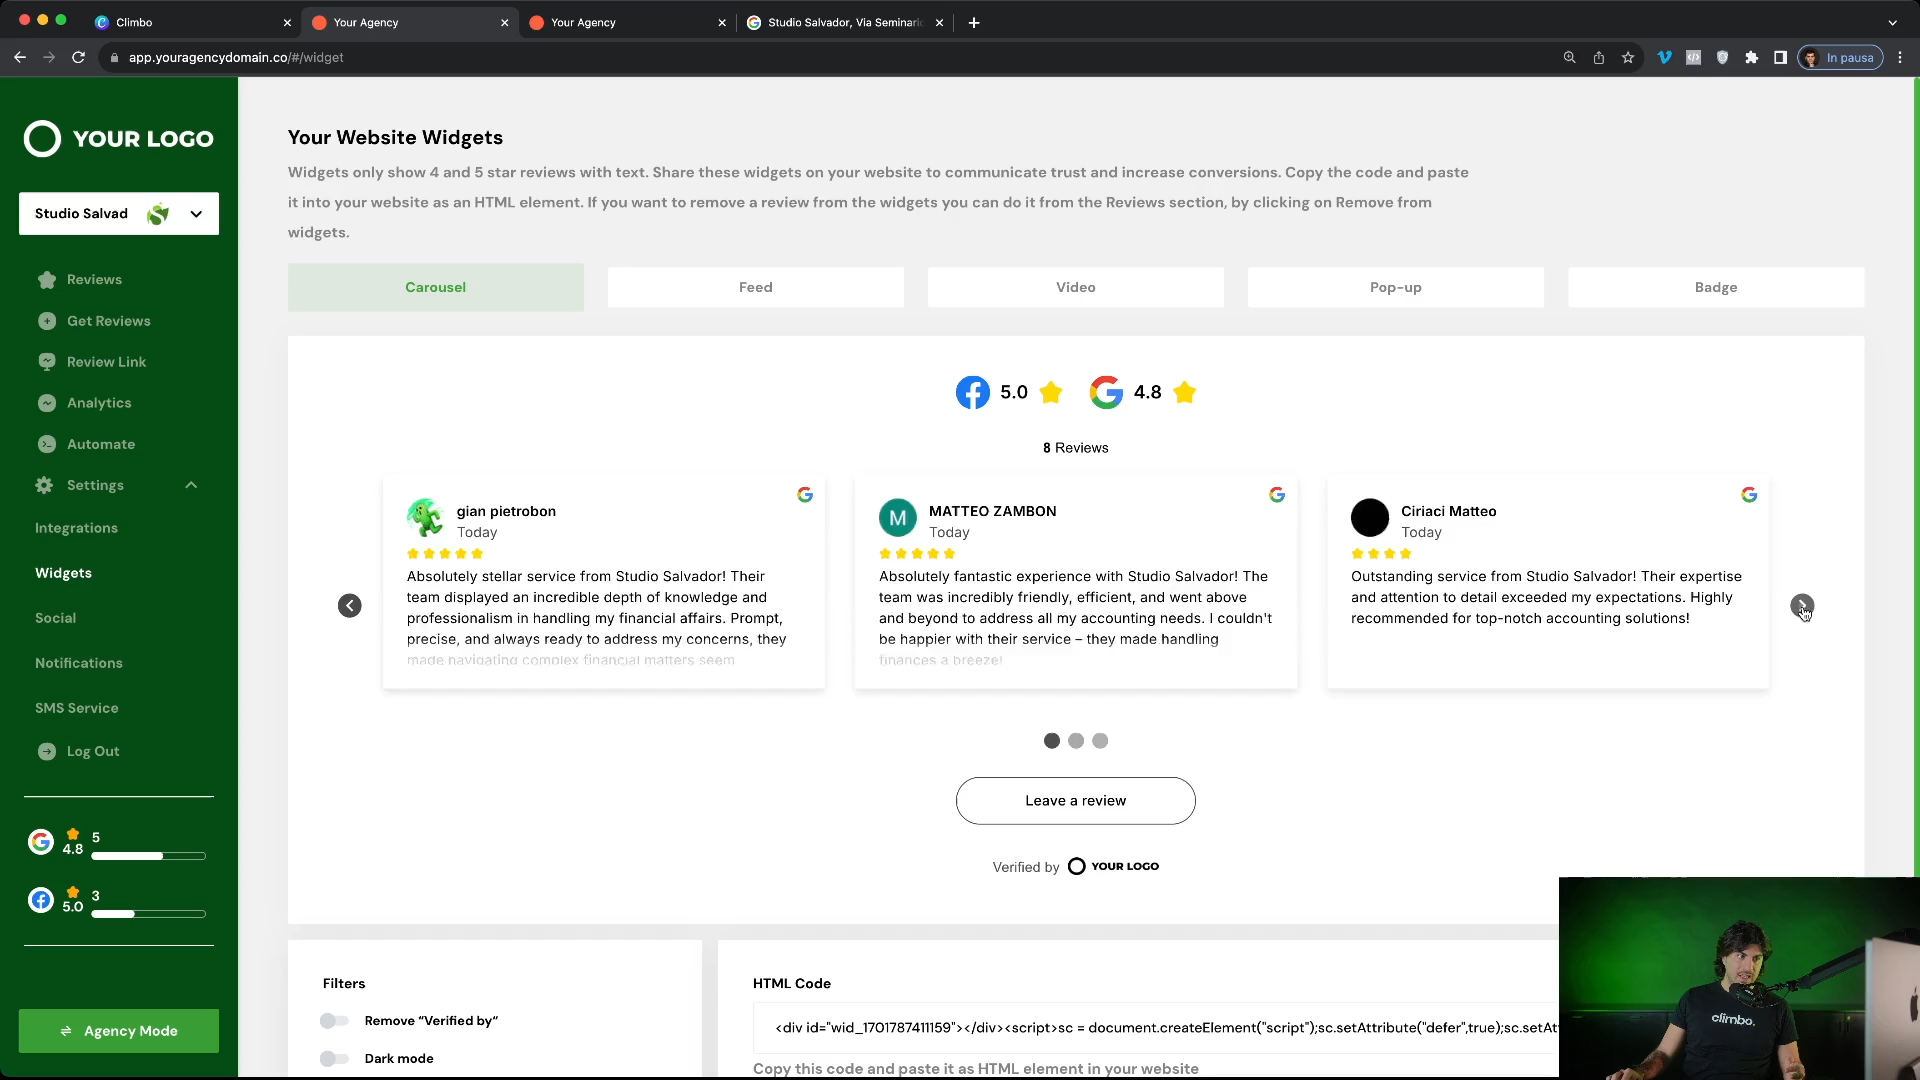 Climbo
Your Agency
Your Agency
Studio Salvador, Via Seminario
app.youragencydomain.co/#/widget
In pausa
YOUR LOGO
Studio Salvad
Reviews
Get Reviews
Review Link
Analytics
Automate
Settings
Integrations
Widgets
Social
Notifications
SMS Service
Log Out
5
4.8
3
5.0
Agency Mode
Your Website Widgets
Widgets only show 4 and 5 star reviews with text. Share these widgets on your website to communicate trust and increase conversions. Copy the code and paste
it into your website as an HTML element. If you want to remove a review from the widgets you can do it from the Reviews section, by clicking on Remove from
widgets.
Carousel
Feed
Video
Pop-up
Badge
5.0
4.8
8 Reviews
gian pietrobon
Today
Absolutely stellar service from Studio Salvador! Their
team displayed an incredible depth of knowledge and
professionalism in handling my financial affairs. Prompt,
precise, and always ready to address my concerns, they
made navigating complex financial matters seem
M
MATTEO ZAMBON
Today
Absolutely fantastic experience with Studio Salvador! The
team was incredibly friendly, efficient, and went above
and beyond to address all my accounting needs. I couldn't
be happier with their service – they made handling
finances a breeze!
Ciriaci Matteo
Today
Outstanding service from Studio Salvador! Their expertise
and attention to detail exceeded my expectations. Highly
recommended for top-notch accounting solutions!
Leave a review
Verified by YOUR LOGO
Filters
Remove “Verified by“
Dark mode
HTML Code
<div id="wid_1701787411159"></div><script>sc = document.createElement("script");sc.setAttribute("defer",true);sc.setAt
Copy this code and paste it as HTML element in your website
climbo.